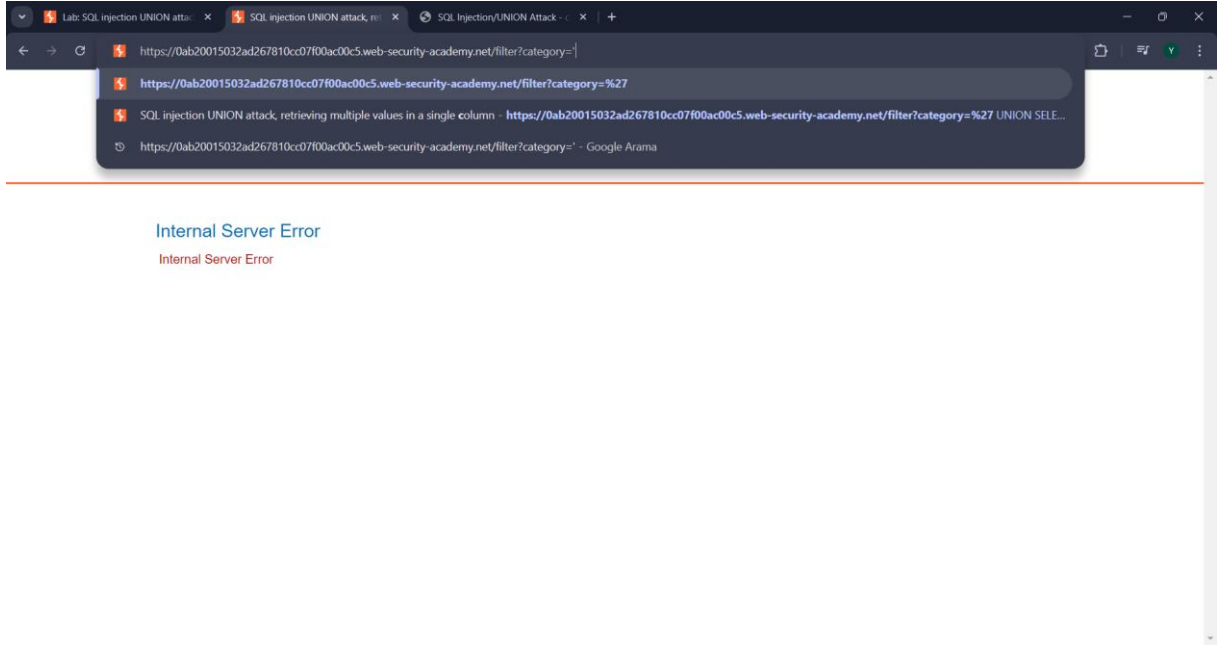 Lab: SQL injection UNION attac
SQL injection UNION attack, ret
SQL Injection/UNION Attack - c
https://0ab20015032ad267810cc07f00ac00c5.web-security-academy.net/filter?category='
Y
https://0ab20015032ad267810cc07f00ac00c5.web-security-academy.net/filter?category=%27
SQL injection UNION attack, retrieving multiple values in a single column - https://0ab20015032ad267810cc07f00ac00c5.web-security-academy.net/filter?category=%27 UNION SELE...
https://0ab20015032ad267810cc07f00ac00c5.web-security-academy.net/filter?category=' - Google Arama
Internal Server Error
Internal Server Error